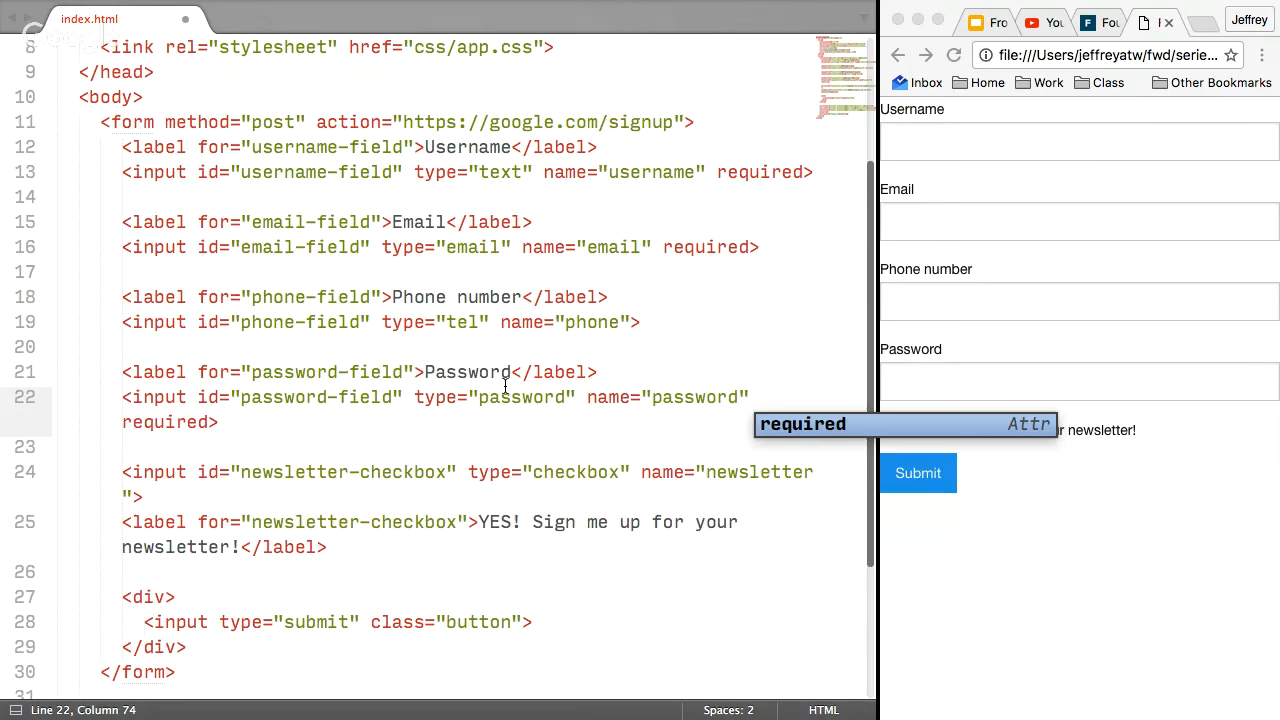 index.html
8 <link rel="stylesheet" href="css/app.css">
9 </head>
10 <body>
11 <form method="post" action="https://google.com/signup">
12 <label for="username-field">Username</label>
13 <input id="username-field" type="text" name="username" required>
14
15 <label for="email-field">Email</label>
16 <input id="email-field" type="email" name="email" required>
17
18 <label for="phone-field">Phone number</label>
19 <input id="phone-field" type="tel" name="phone">
20
21 <label for="password-field">Password</label>
22 <input id="password-field" type="password" name="password"
required>
23
24 <input id="newsletter-checkbox" type="checkbox" name="newsletter
">
25 <label for="newsletter-checkbox">YES! Sign me up for your
newsletter!</label>
26
27 <div>
28 <input type="submit" class="button">
29 </div>
30 </form>
31
required Attr
Line 22, Column 74
Spaces: 2
HTML
Fro
You
Fou
Jeffrey
file:///Users/jeffreyatw/fwd/serie...
Inbox
Home
Work
Class
Other Bookmarks
Username
Email
Phone number
Password
r newsletter!
Submit